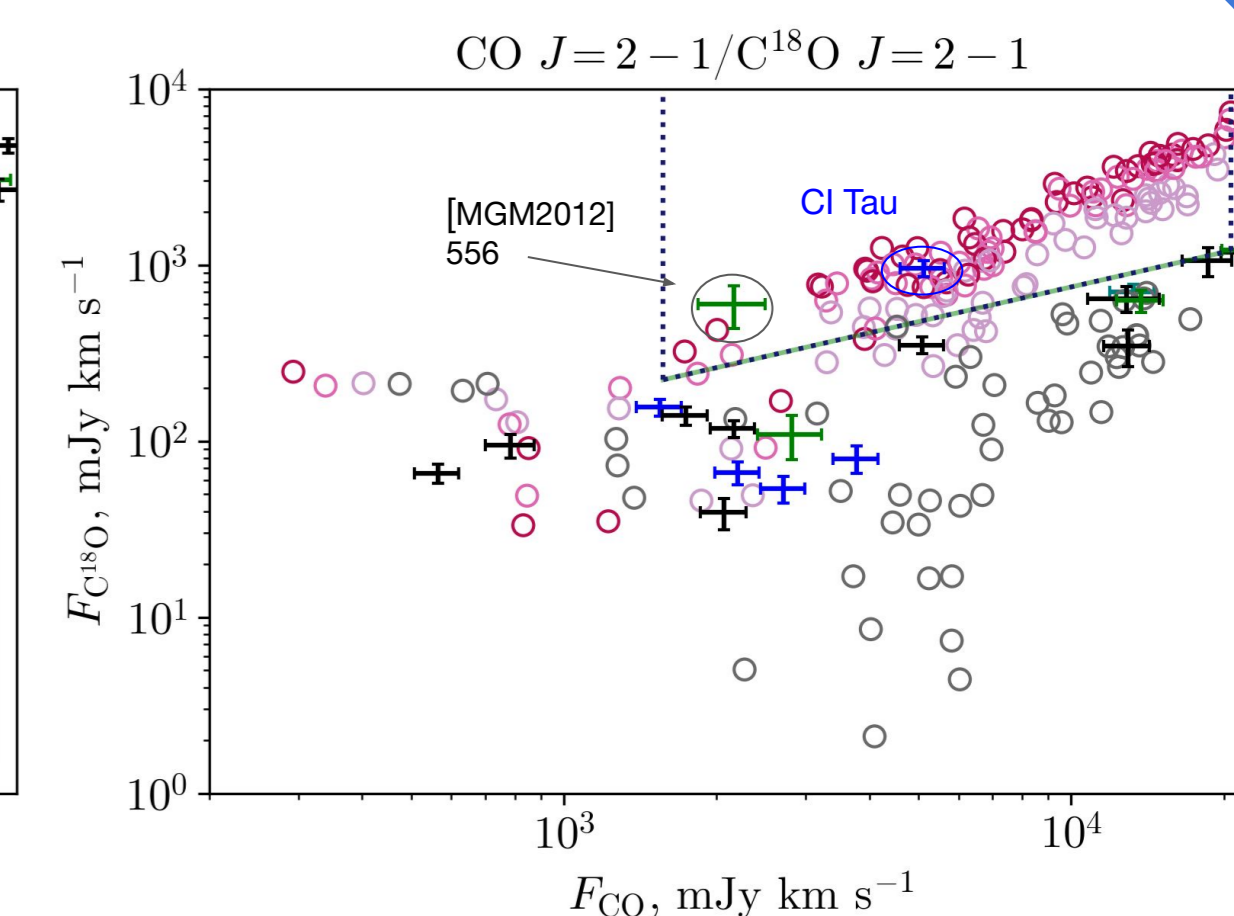 CO J=2−1/C¹⁸O J=2−1
10⁴
10³
10²
10¹
10⁰
F_C¹⁸O, mJy km s⁻¹
[MGM2012]
556
CI Tau
10³
10⁴
F_CO, mJy km s⁻¹